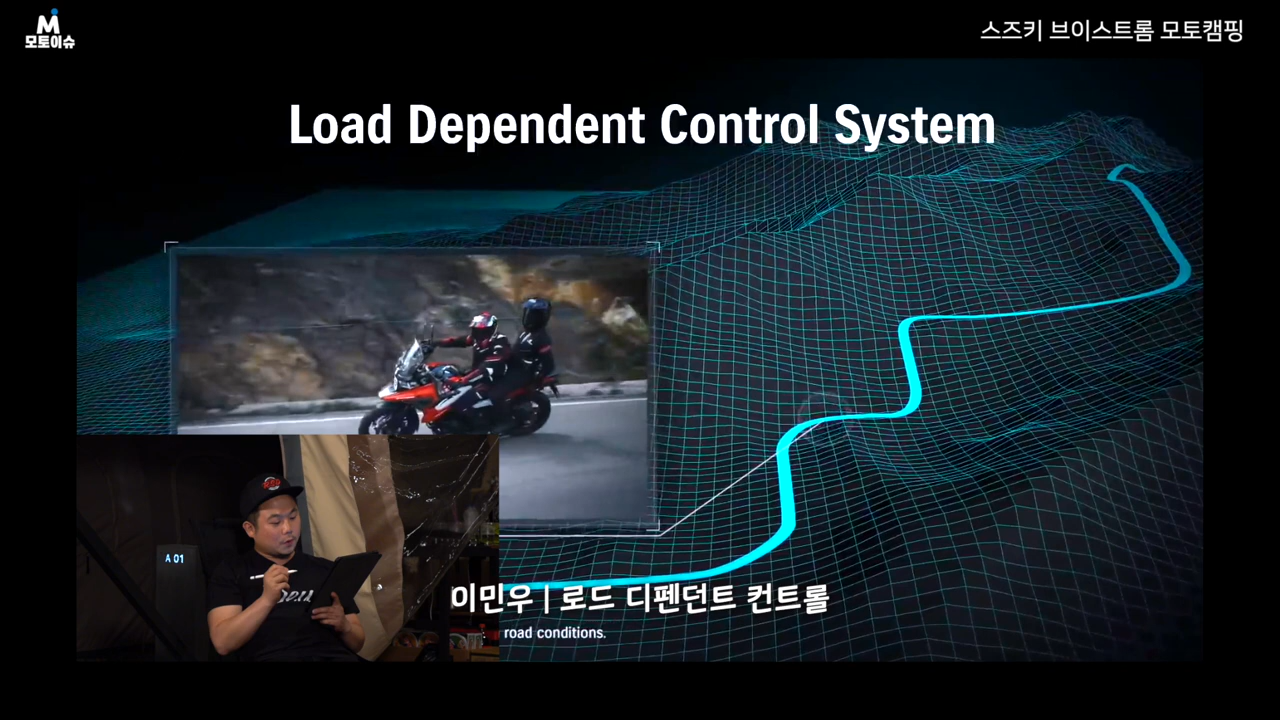 M
모토이슈
스즈키 브이스트롬 모토캠핑
Load Dependent Control System
A 01
이민우 | 로드 디펜던트 컨트롤
road conditions.